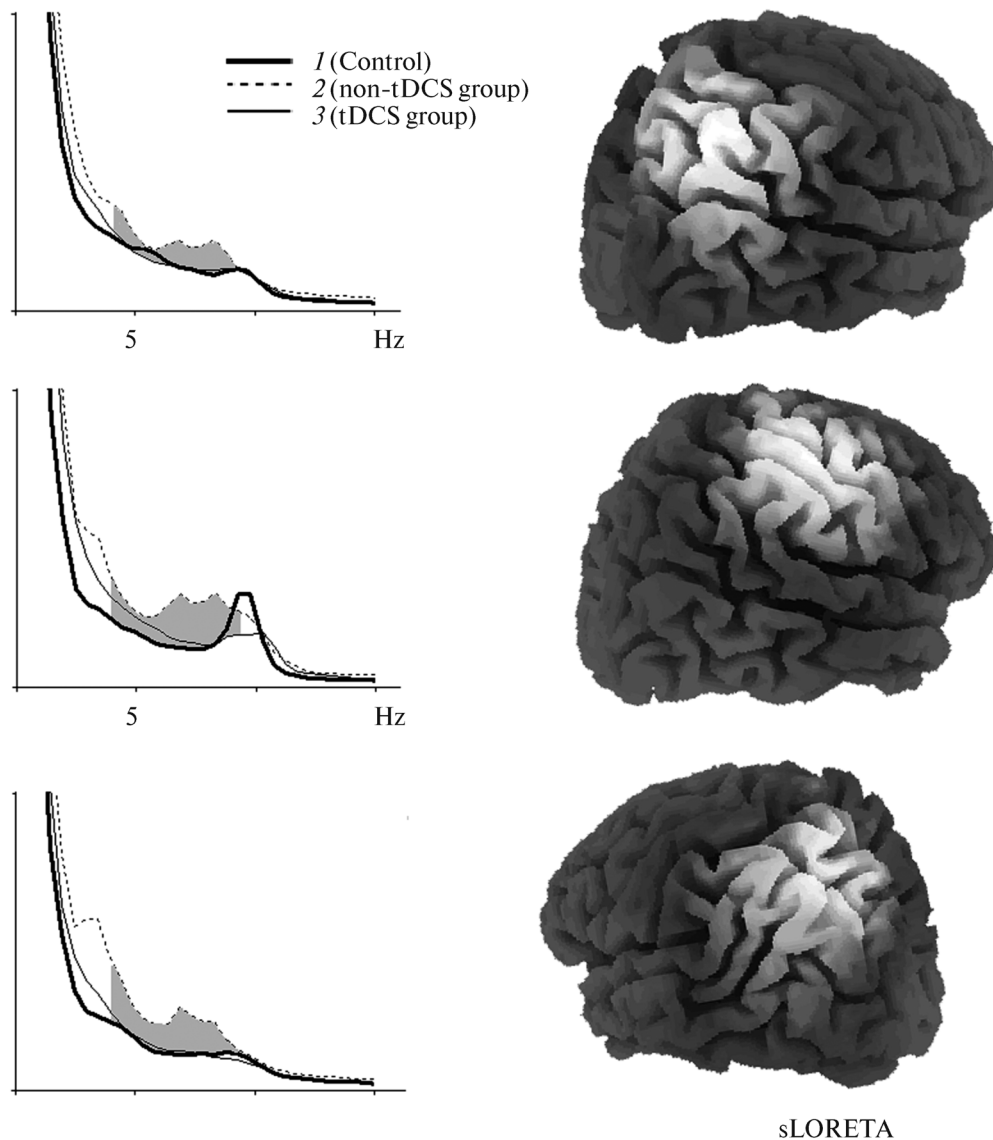 1 (Control)
2 (non-tDCS group)
3 (tDCS group)
5 Hz
5 Hz
sLORETA